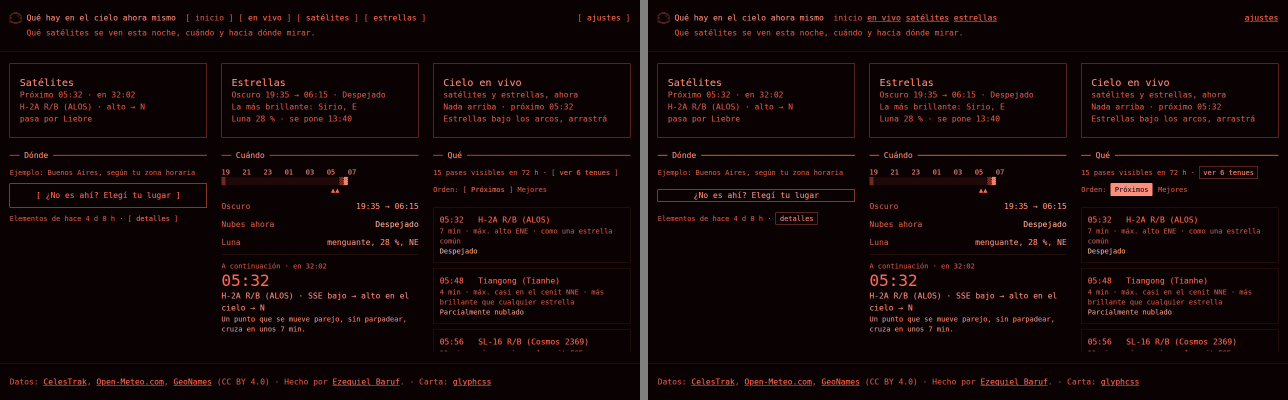 Qué hay en el cielo ahora mismo [ inicio ] [ en vivo ] [ satélites ] [ estrellas ] [ ajustes ]
Qué satélites se ven esta noche, cuándo y hacia dónde mirar.
Satélites
Próximo 05:32 · en 32:02
H-2A R/B (ALOS) · alto → N
pasa por Liebre
Estrellas
Oscuro 19:35 → 06:15 · Despejado
La más brillante: Sirio, E
Luna 28 % · se pone 13:40
Cielo en vivo
satélites y estrellas, ahora
Nada arriba · próximo 05:32
Estrellas bajo los arcos, arrastrá
Dónde
Ejemplo: Buenos Aires, según tu zona horaria
[ ¿No es ahí? Elegí tu lugar ]
Elementos de hace 4 d 8 h · [ detalles ]
Cuándo
19 21 23 01 03 05 07
▲▲
Oscuro 19:35 → 06:15
Nubes ahora Despejado
Luna menguante, 28 %, NE
A continuación · en 32:02
05:32
H-2A R/B (ALOS) · SSE bajo → alto en el
cielo → N
Un punto que se mueve parejo, sin parpadear,
cruza en unos 7 min.
Qué
15 pases visibles en 72 h · [ ver 6 tenues ]
Orden: [ Próximos ] Mejores
05:32 H-2A R/B (ALOS)
7 min · máx. alto ENE · como una estrella
común
Despejado
05:48 Tiangong (Tianhe)
4 min · máx. casi en el cenit NNE · más
brillante que cualquier estrella
Parcialmente nublado
05:56 SL-16 R/B (Cosmos 2369)
Datos: CelesTrak, Open-Meteo.com, GeoNames (CC BY 4.0) · Hecho por Ezequiel Baruf. · Carta: glyphcss
Qué hay en el cielo ahora mismo inicio en vivo satélites estrellas ajustes
Qué satélites se ven esta noche, cuándo y hacia dónde mirar.
Satélites
Próximo 05:32 · en 32:02
H-2A R/B (ALOS) · alto → N
pasa por Liebre
Estrellas
Oscuro 19:35 → 06:15 · Despejado
La más brillante: Sirio, E
Luna 28 % · se pone 13:40
Cielo en vivo
satélites y estrellas, ahora
Nada arriba · próximo 05:32
Estrellas bajo los arcos, arrastrá
Dónde
Ejemplo: Buenos Aires, según tu zona horaria
¿No es ahí? Elegí tu lugar
Elementos de hace 4 d 8 h · detalles
Cuándo
19 21 23 01 03 05 07
▲▲
Oscuro 19:35 → 06:15
Nubes ahora Despejado
Luna menguante, 28 %, NE
A continuación · en 32:02
05:32
H-2A R/B (ALOS) · SSE bajo → alto en el
cielo → N
Un punto que se mueve parejo, sin parpadear,
cruza en unos 7 min.
Qué
15 pases visibles en 72 h · ver 6 tenues
Orden: Próximos Mejores
05:32 H-2A R/B (ALOS)
7 min · máx. alto ENE · como una estrella
común
Despejado
05:48 Tiangong (Tianhe)
4 min · máx. casi en el cenit NNE · más
brillante que cualquier estrella
Parcialmente nublado
05:56 SL-16 R/B (Cosmos 2369)
Datos: CelesTrak, Open-Meteo.com, GeoNames (CC BY 4.0) · Hecho por Ezequiel Baruf. · Carta: glyphcss